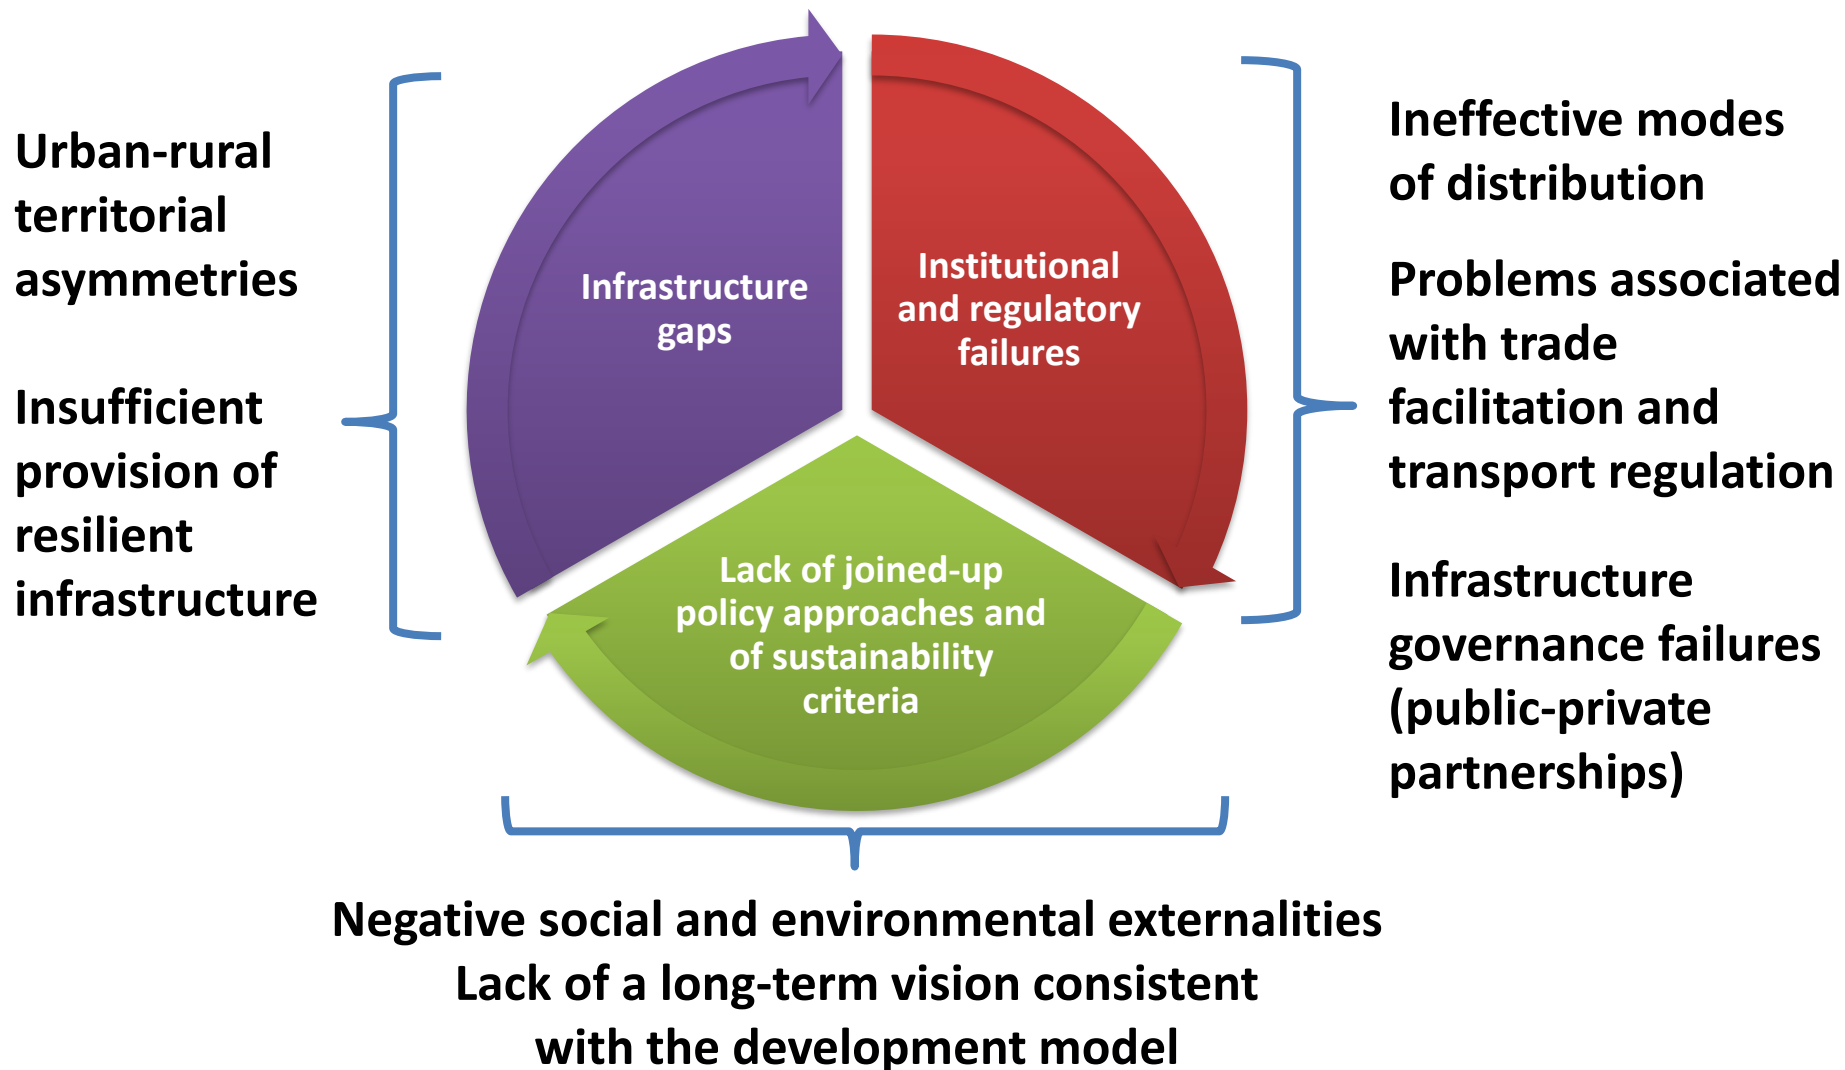 Urban-rural
territorial
asymmetries
Insufficient
provision of
resilient
infrastructure
Infrastructure
gaps
Institutional
and regulatory
failures
Lack of joined-up
policy approaches and
of sustainability
criteria
Ineffective modes
of distribution
Problems associated
with trade
facilitation and
transport regulation
Infrastructure
governance failures
(public-private
partnerships)
Negative social and environmental externalities
Lack of a long-term vision consistent
with the development model